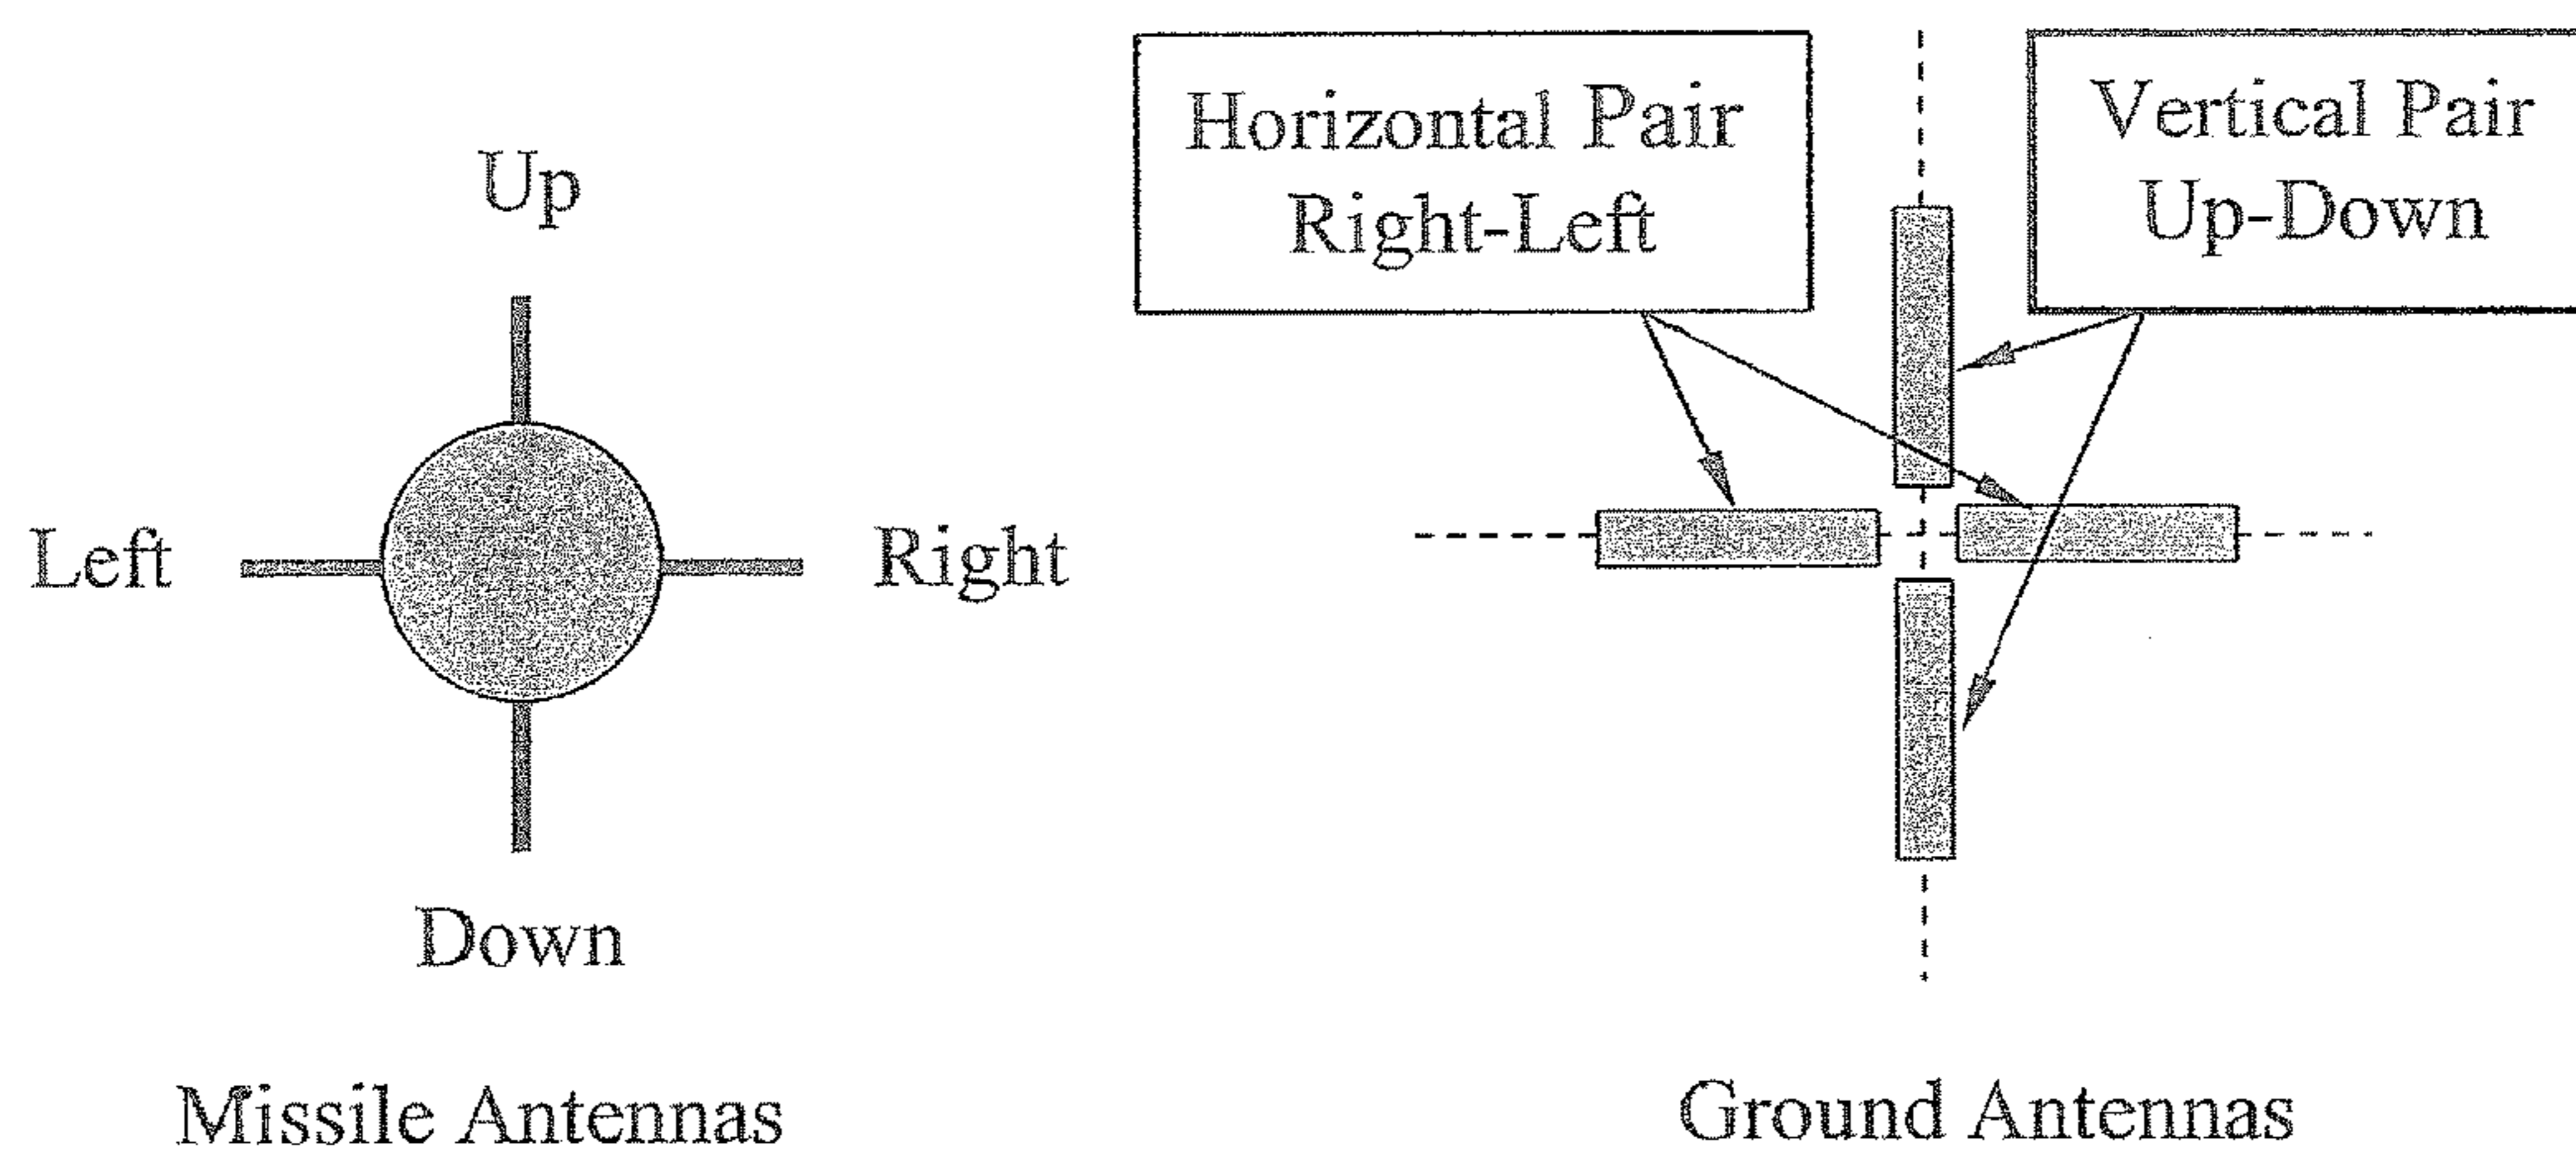 Up
Left
Right
Down
Missile Antennas
Horizontal Pair
Right-Left
Vertical Pair
Up-Down
Ground Antennas